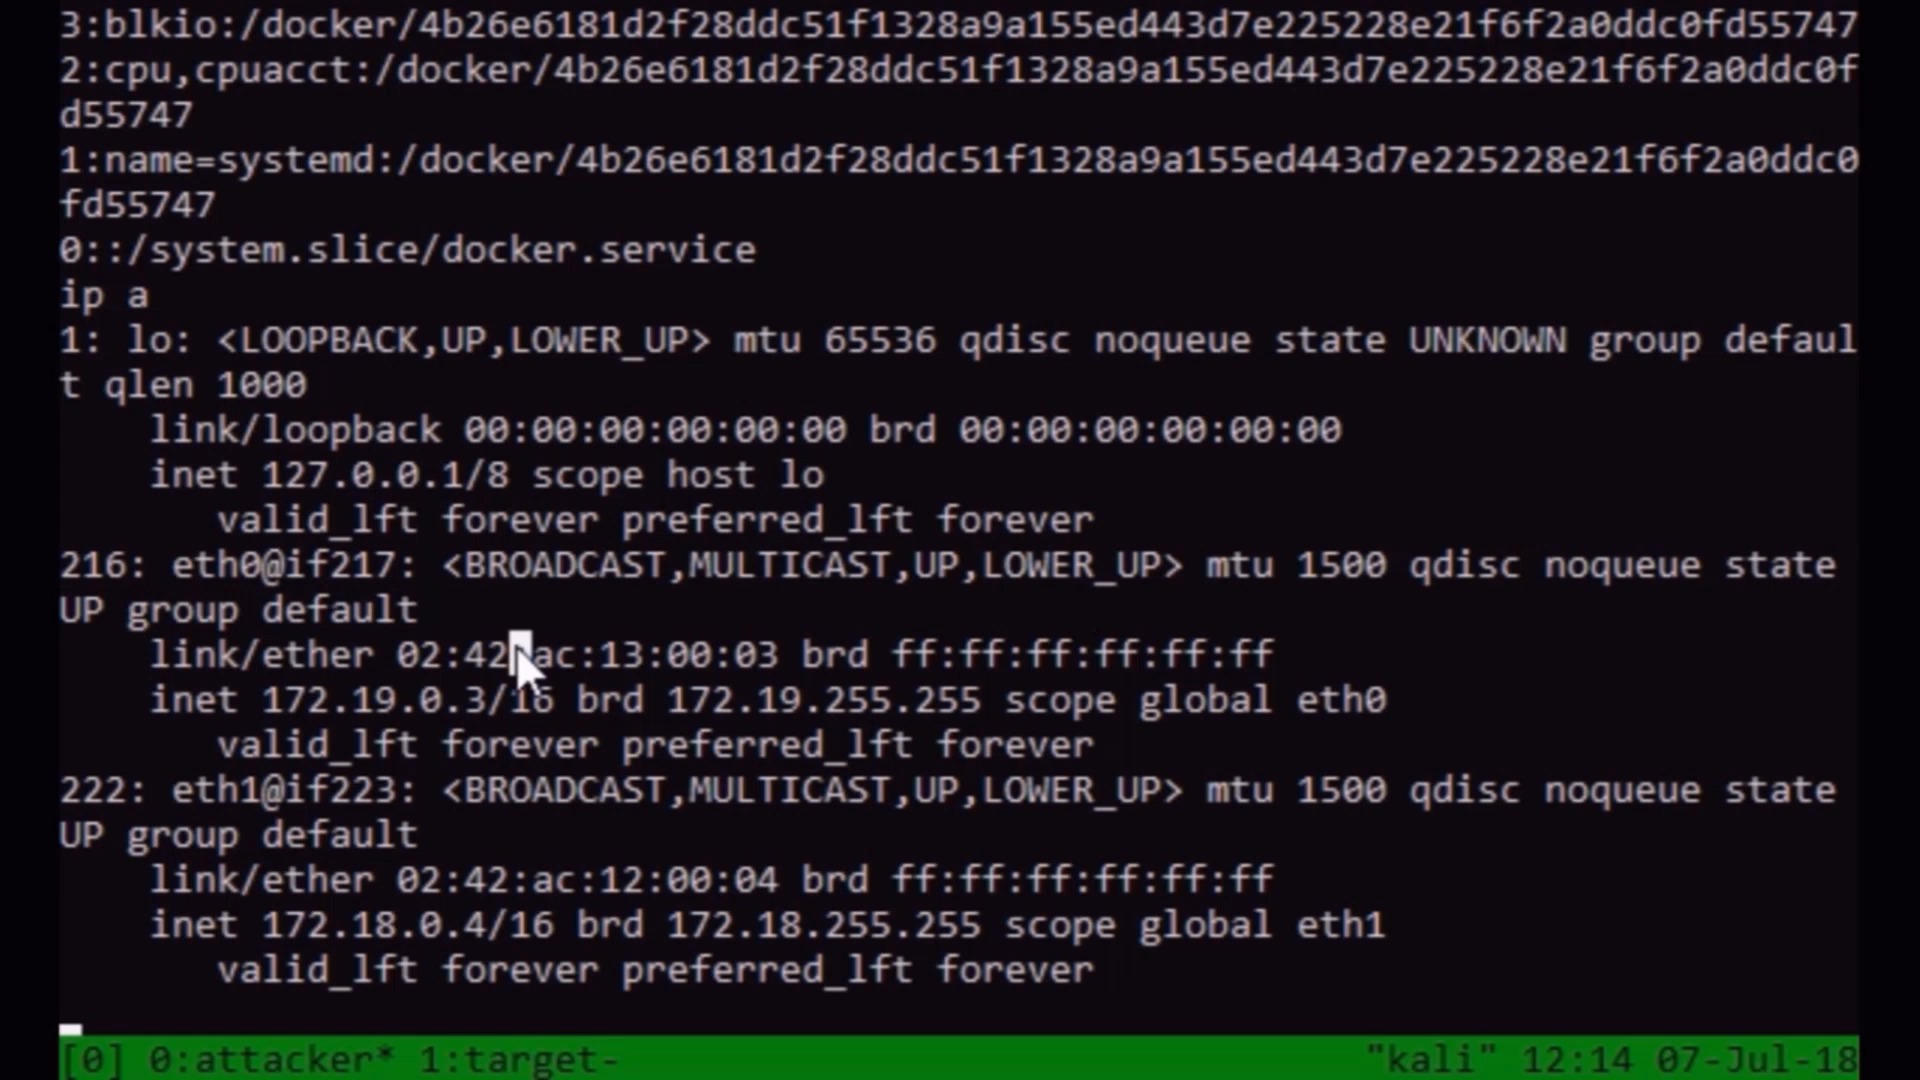 3:blkio:/docker/4b26e6181d2f28ddc51f1328a9a155ed443d7e225228e21f6f2a0ddc0fd55747
2:cpu,cpuacct:/docker/4b26e6181d2f28ddc51f1328a9a155ed443d7e225228e21f6f2a0ddc0f
d55747
1:name=systemd:/docker/4b26e6181d2f28ddc51f1328a9a155ed443d7e225228e21f6f2a0ddc0
fd55747
0::/system.slice/docker.service
ip a
1: lo: <LOOPBACK,UP,LOWER_UP> mtu 65536 qdisc noqueue state UNKNOWN group defaul
t qlen 1000
    link/loopback 00:00:00:00:00:00 brd 00:00:00:00:00:00
    inet 127.0.0.1/8 scope host lo
       valid_lft forever preferred_lft forever
216: eth0@if217: <BROADCAST,MULTICAST,UP,LOWER_UP> mtu 1500 qdisc noqueue state
UP group default
    link/ether 02:42:ac:13:00:03 brd ff:ff:ff:ff:ff:ff
    inet 172.19.0.3/16 brd 172.19.255.255 scope global eth0
       valid_lft forever preferred_lft forever
222: eth1@if223: <BROADCAST,MULTICAST,UP,LOWER_UP> mtu 1500 qdisc noqueue state
UP group default
    link/ether 02:42:ac:12:00:04 brd ff:ff:ff:ff:ff:ff
    inet 172.18.0.4/16 brd 172.18.255.255 scope global eth1
       valid_lft forever preferred_lft forever
[0] 0:attacker* 1:target- "kali" 12:14 07-Jul-18